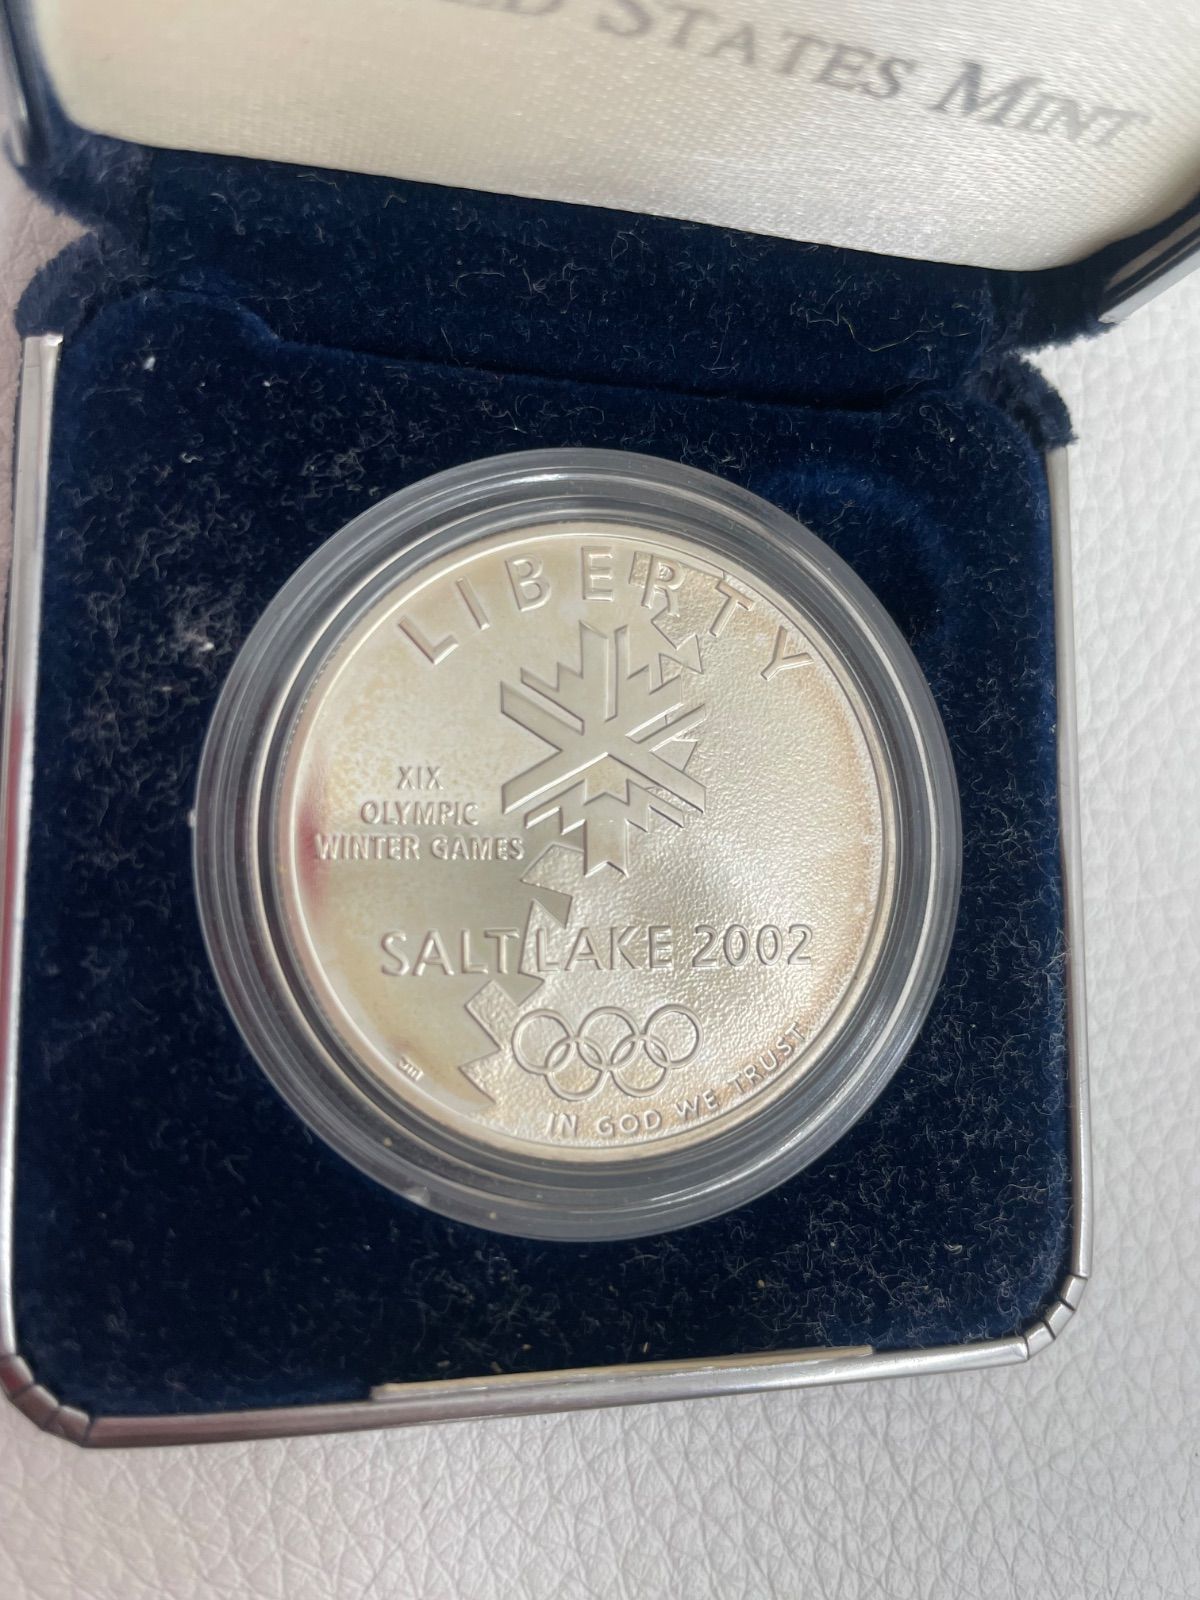 STATES MINT
LIBERTY
XIX
OLYMPIC
WINTER GAMES
SALT LAKE 2002
IN GOD WE TRUST